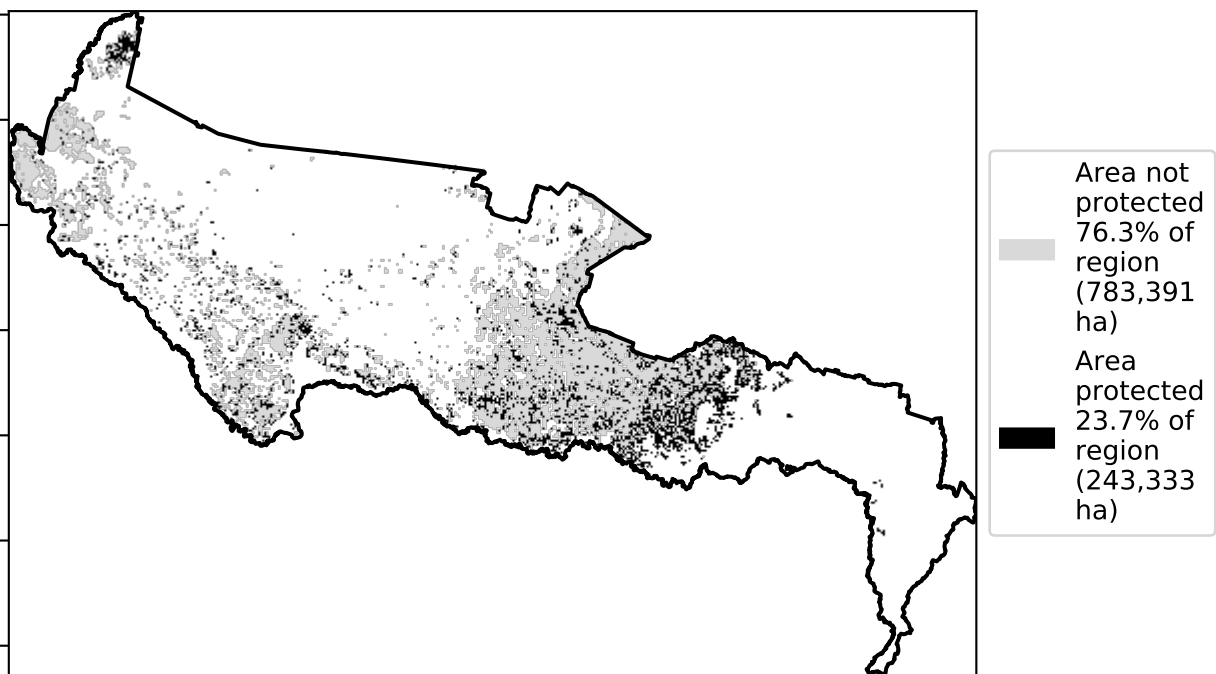 Area not
protected
76.3% of
region
(783,391
ha)
Area
protected
23.7% of
region
(243,333
ha)